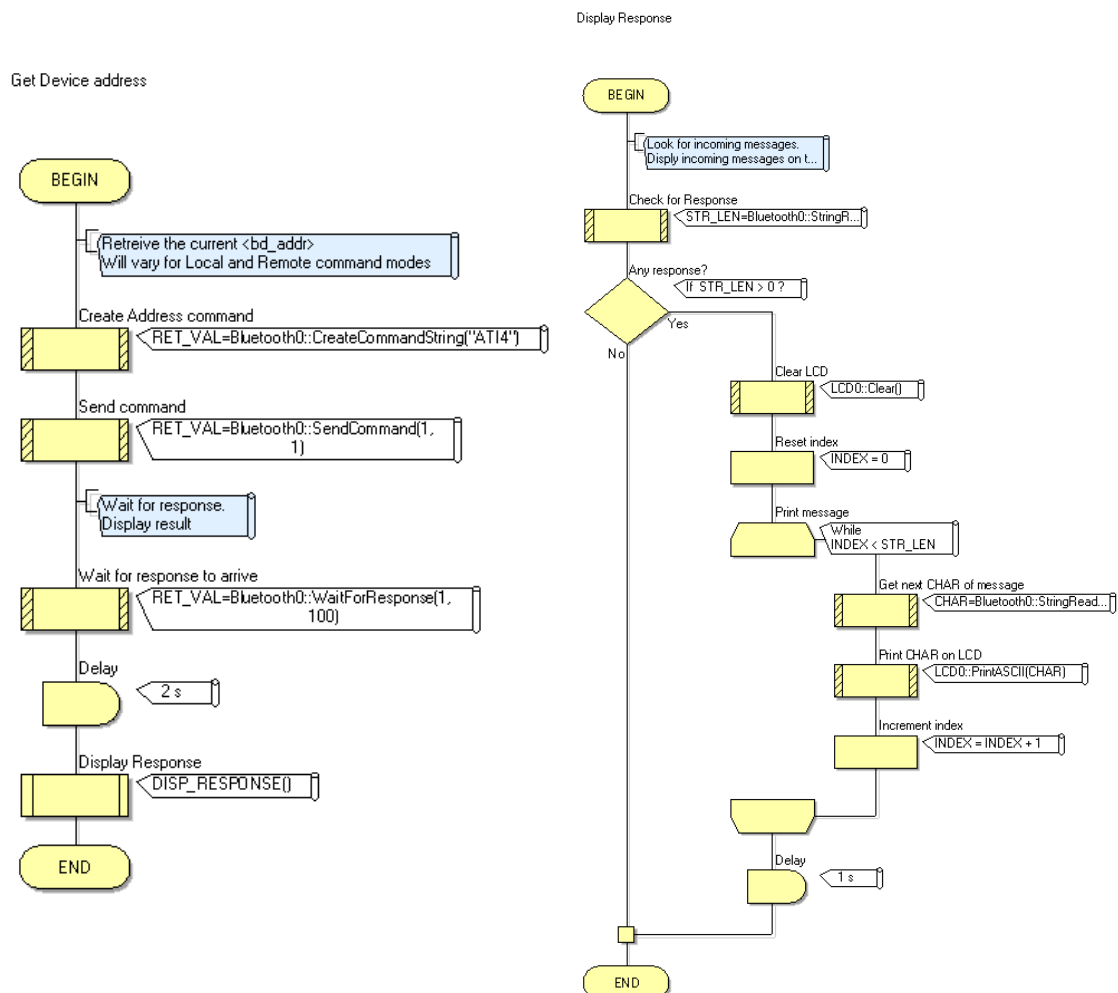 Get Device address
BEGIN
Retreive the current <bd_addr>
Will vary for Local and Remote command modes
Create Address command
RET_VAL=Bluetooth0::CreateCommandString("ATI4")
Send command
RET_VAL=Bluetooth0::SendCommand(1,
1)
Wait for response.
Display result
Wait for response to arrive
RET_VAL=Bluetooth0::WaitForResponse(1,
100)
Delay
2 s
Display Response
DISP_RESPONSE()
END
Display Response
BEGIN
Look for incoming messages.
Disply incoming messages on t...
Check for Response
STR_LEN=Bluetooth0::StringR...
Any response?
If STR_LEN > 0 ?
Yes
No
Clear LCD
LCD0::Clear()
Reset index
INDEX = 0
Print message
While
INDEX < STR_LEN
Get next CHAR of message
CHAR=Bluetooth0::StringRead...
Print CHAR on LCD
LCD0::PrintASCII(CHAR)
Increment index
INDEX = INDEX + 1
Delay
1 s
END